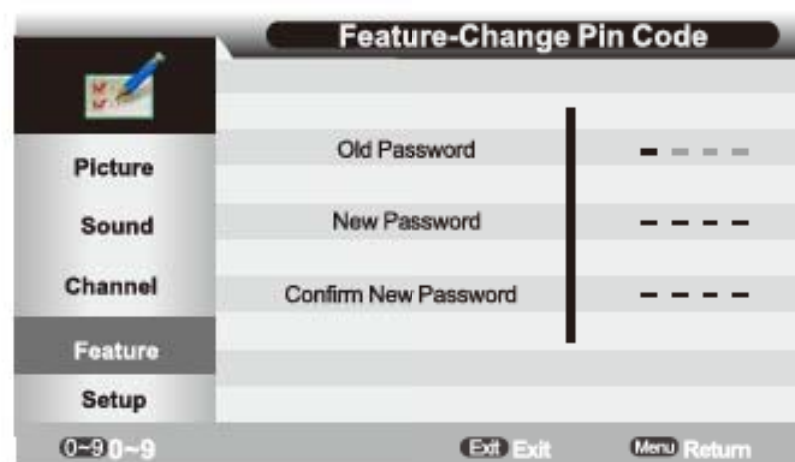 Feature-Change Pin Code
Picture
Sound
Channel
Feature
Setup
Old Password - - - -
New Password - - - -
Confirm New Password - - - -
0~9 0~9 Exit Exit Menu Return